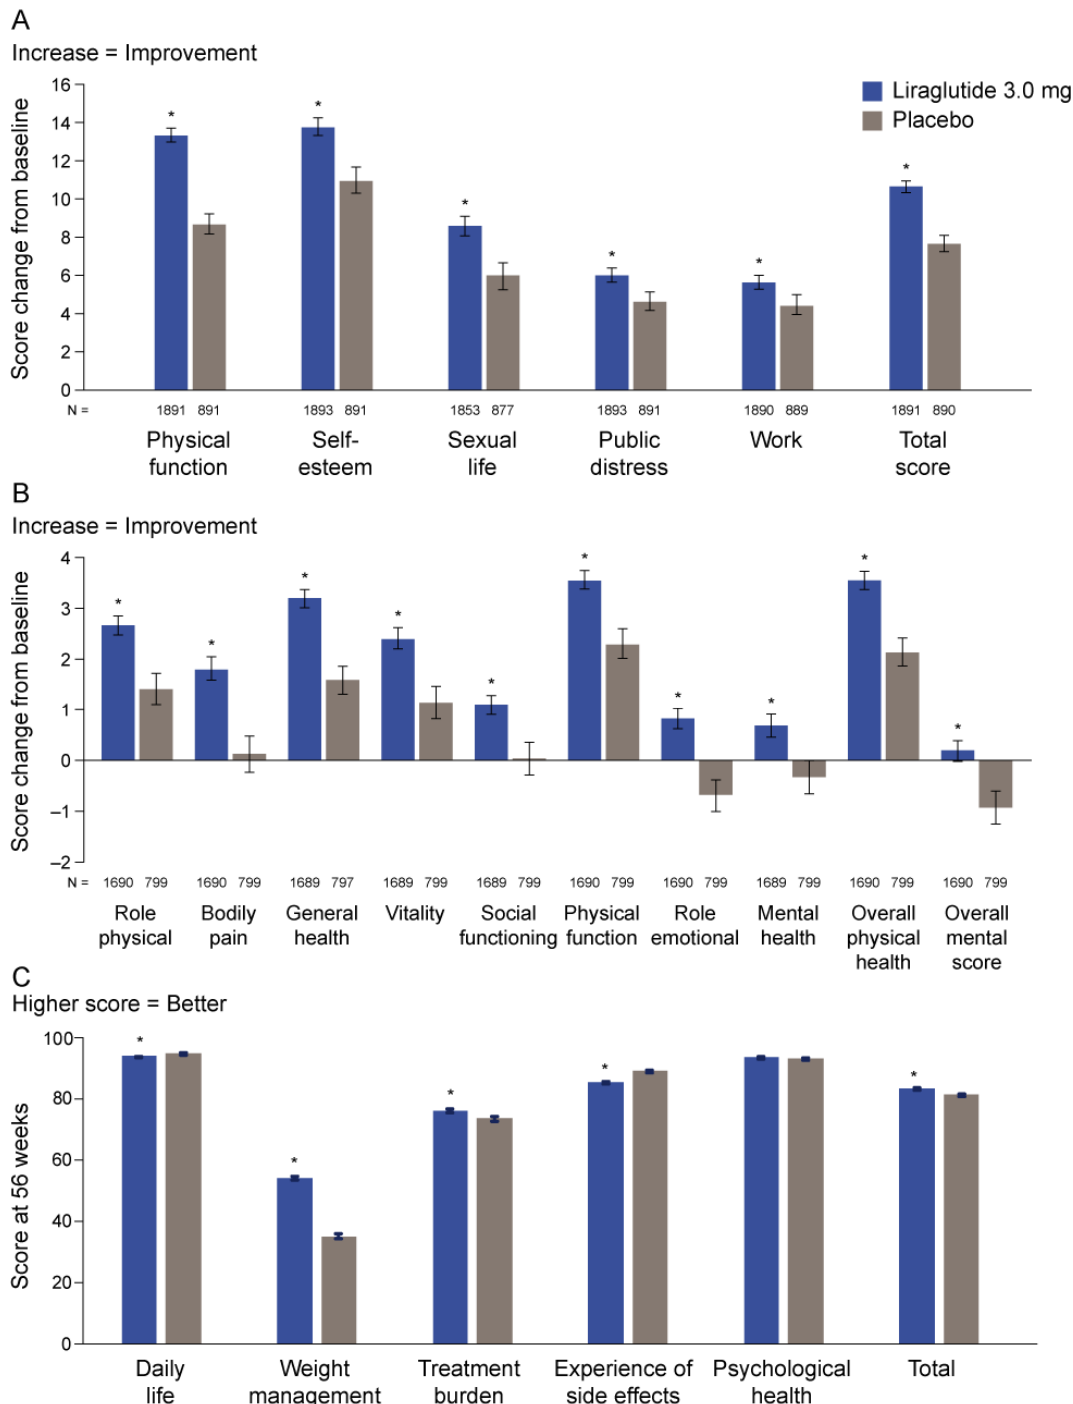 A
Increase = Improvement
Score change from baseline
16
14
12
10
8
6
4
2
0
Liraglutide 3.0 mg
Placebo
* * * * * *
N = 1891 891 1893 891 1853 877 1893 891 1890 889 1891 890
Physical Self- Sexual Public Work Total
function esteem life distress score
B
Increase = Improvement
Score change from baseline
4
3
2
1
0
–1
–2
* * * * * * * * * *
N = 1690 799 1690 799 1689 797 1689 799 1689 799 1690 799 1690 799 1689 799 1690 799 1690 799
Role Bodily General Vitality Social Physical Role Mental Overall Overall
physical pain health functioning function emotional health physical mental
health score
C
Higher score = Better
Score at 56 weeks
100
80
60
40
20
0
* * * * *
Daily Weight Treatment Experience of Psychological Total
life management burden side effects health